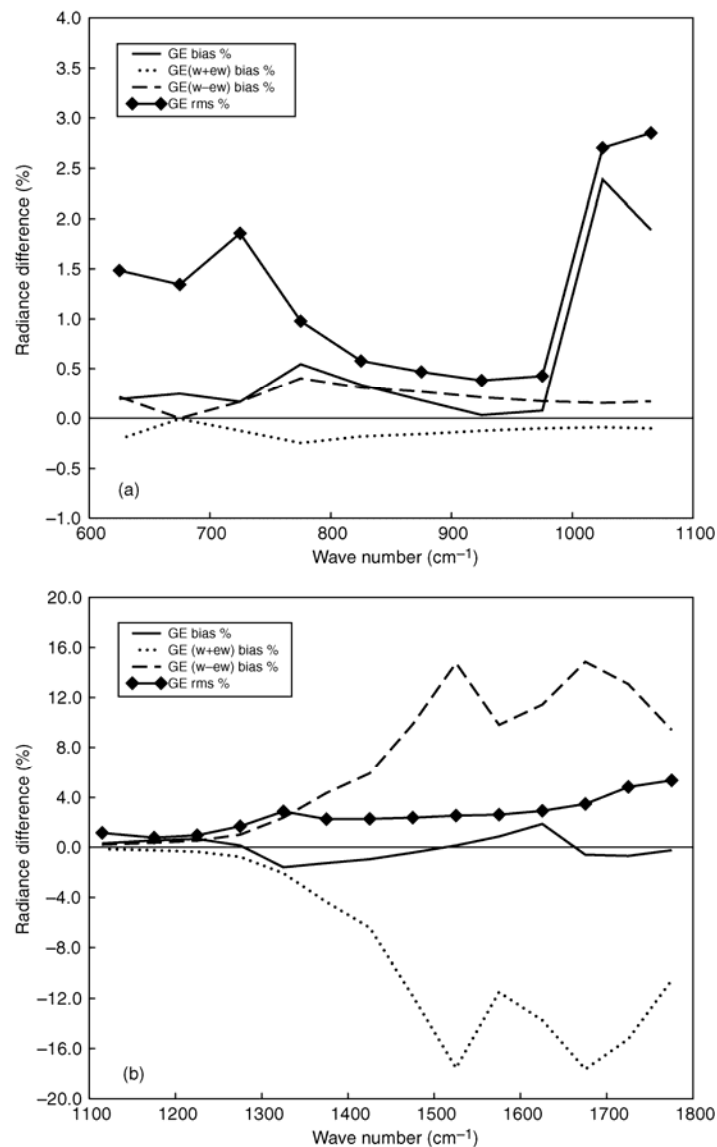 4.0
3.5
3.0
2.5
2.0
1.5
1.0
0.5
0.0
−0.5
−1.0
Radiance difference (%)
GE bias %
GE(w+ew) bias %
GE(w−ew) bias %
GE rms %
(a)
600 700 800 900 1000 1100
Wave number (cm⁻¹)
20.0
16.0
12.0
8.0
4.0
0.0
−4.0
−8.0
−12.0
−16.0
−20.0
Radiance difference (%)
GE bias %
GE (w+ew) bias %
GE (w−ew) bias %
GE rms %
(b)
1100 1200 1300 1400 1500 1600 1700 1800
Wave number (cm⁻¹)